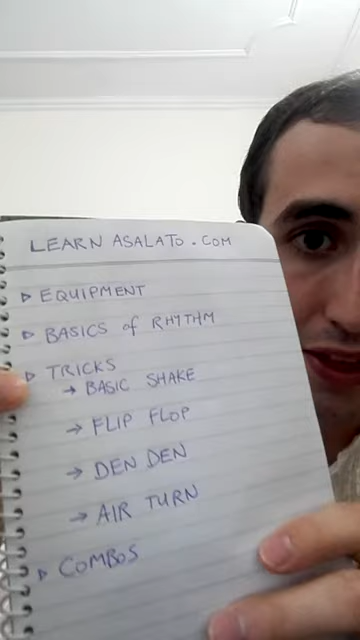 LEARN ASALATO.COM
▷ EQUIPMENT
▷ BASICS of RHYTHM
▷ TRICKS
→ BASIC SHAKE
→ FLIP FLOP
→ DEN DEN
→ AIR TURN
▷ COMBOS